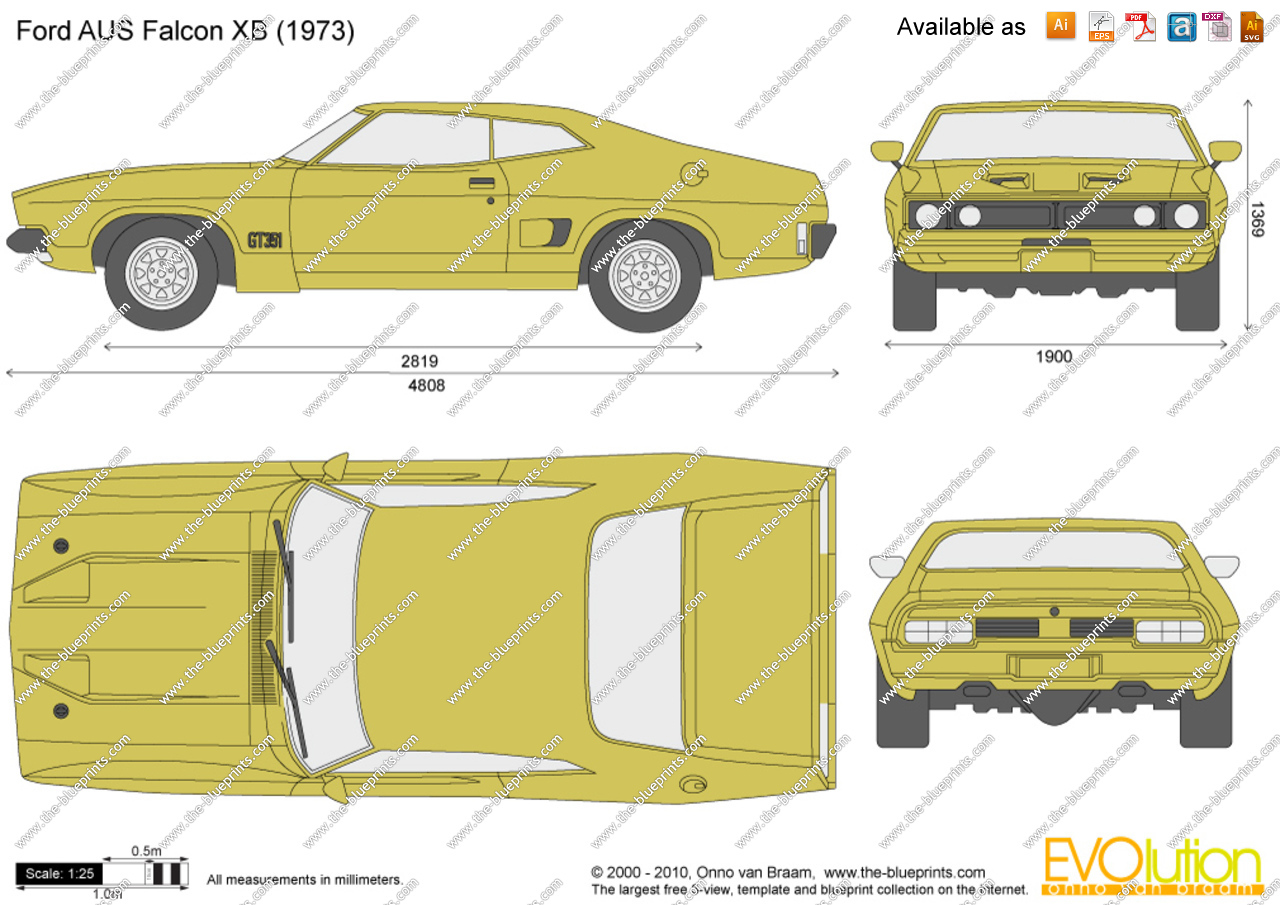 Ford AUS Falcon XB (1973)
Available as
Ai
EPS
PDF
a
DXF
Ai
SVG
GT351
1369
2819
4808
1900
0.5m
Scale: 1:25
1.0m
All measurements in millimeters.
© 2000 - 2010, Onno van Braam, www.the-blueprints.com
The largest free 3-view, template and blueprint collection on the internet.
EVOlution
onno van braam
www.the-blueprints.com